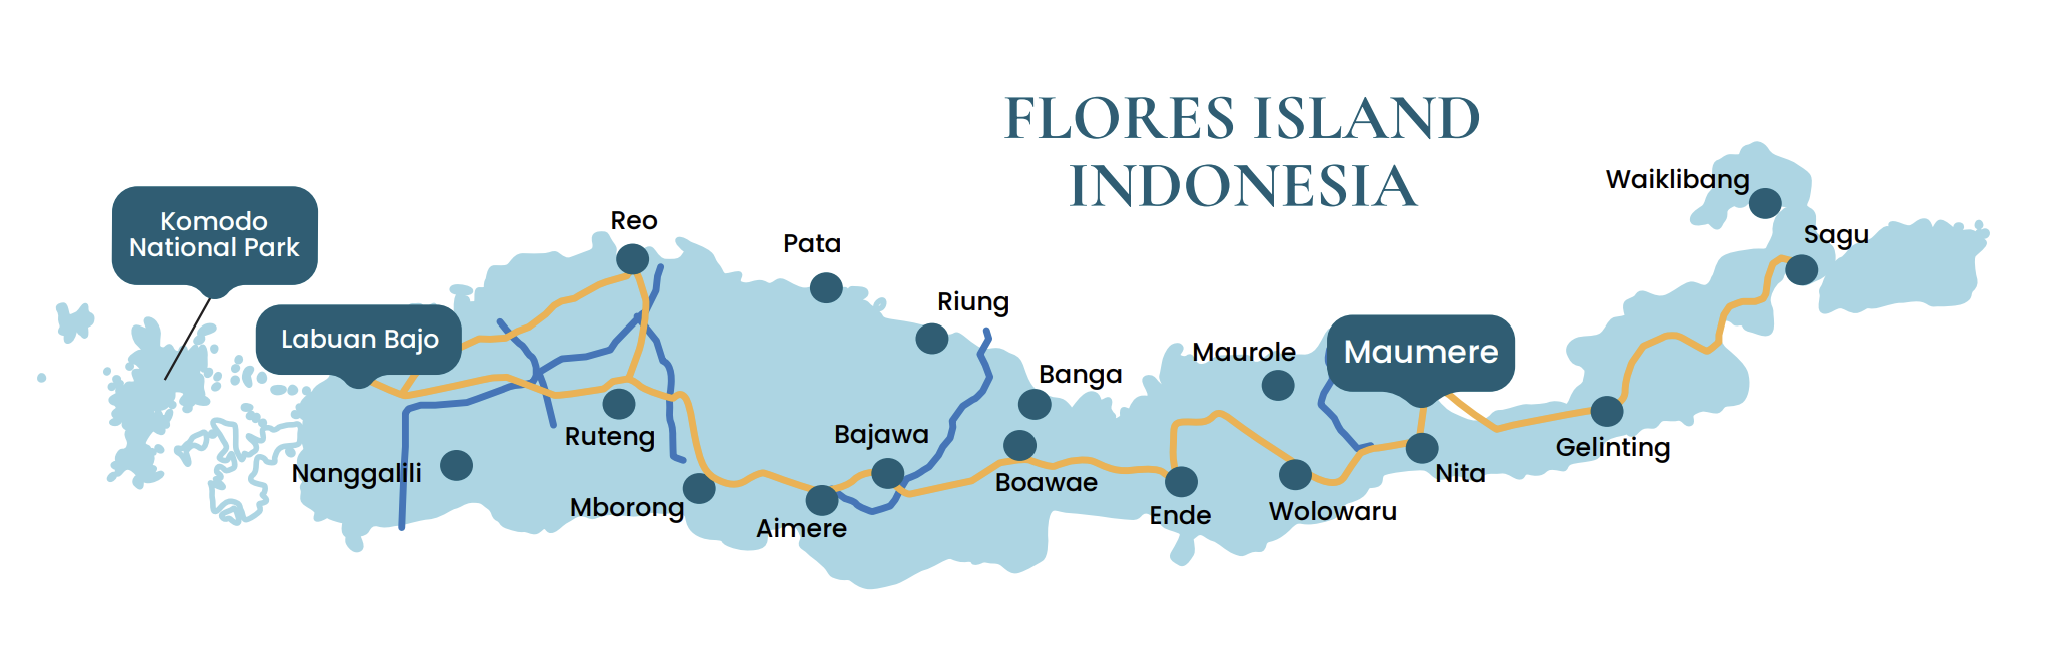 FLORES ISLAND
INDONESIA
Komodo
National Park
Labuan Bajo
Reo
Pata
Riung
Banga
Maurole
Maumere
Waiklibang
Sagu
Nanggalili
Ruteng
Mborong
Aimere
Bajawa
Boawae
Ende
Wolowaru
Nita
Gelinting